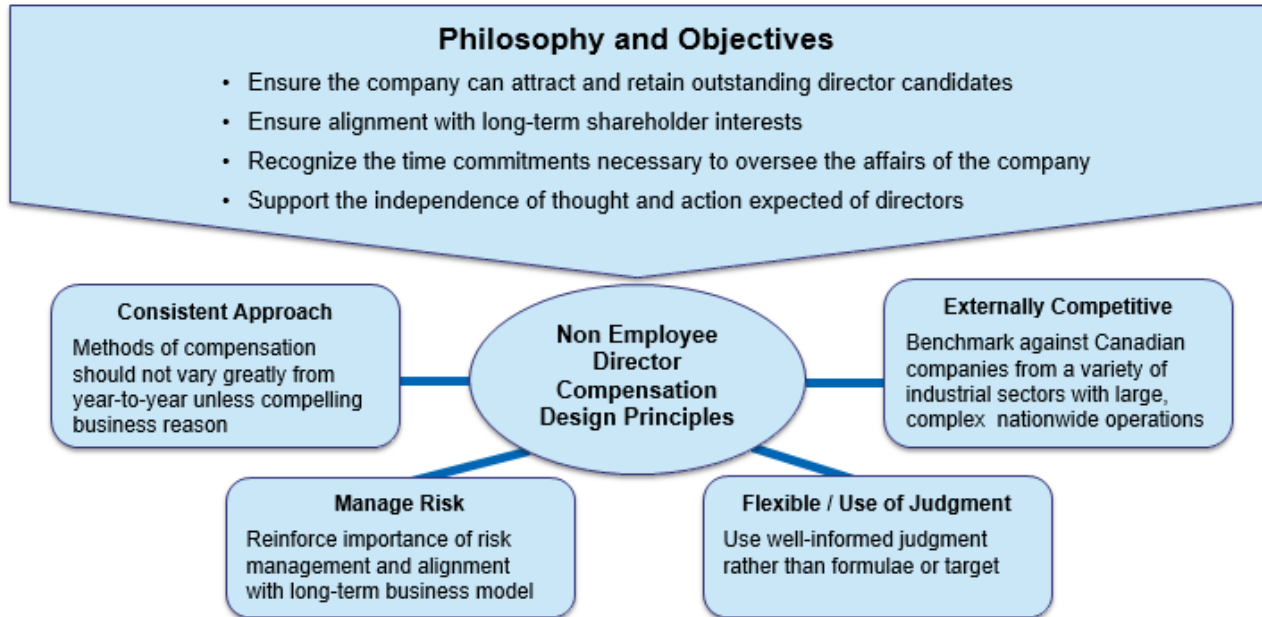 Philosophy and Objectives
• Ensure the company can attract and retain outstanding director candidates
• Ensure alignment with long-term shareholder interests
• Recognize the time commitments necessary to oversee the affairs of the company
• Support the independence of thought and action expected of directors
Consistent Approach
Methods of compensation
should not vary greatly from
year-to-year unless compelling
business reason
Non Employee
Director
Compensation
Design Principles
Externally Competitive
Benchmark against Canadian
companies from a variety of
industrial sectors with large,
complex nationwide operations
Manage Risk
Reinforce importance of risk
management and alignment
with long-term business model
Flexible / Use of Judgment
Use well-informed judgment
rather than formulae or target